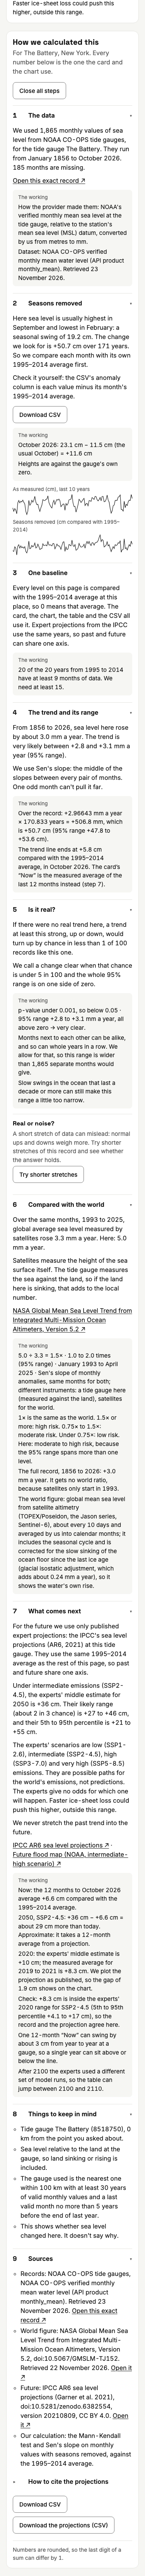 Faster ice-sheet loss could push this
higher, outside this range.
How we calculated this
For The Battery, New York. Every
number below is the one the card and
the chart use.
Close all steps
1 The data
We used 1,865 monthly values of sea
level from NOAA CO-OPS tide gauges,
for the tide gauge The Battery. They run
from January 1856 to October 2026.
185 months are missing.
Open this exact record ↗
The working
How the provider made them: NOAA's
verified monthly mean sea level at the
tide gauge, relative to the station's
mean sea level (MSL) datum, converted
by us from metres to mm.
Dataset: NOAA CO-OPS verified
monthly mean water level (API product
monthly_mean). Retrieved 23
November 2026.
2 Seasons removed
Here sea level is usually highest in
September and lowest in February: a
seasonal swing of 19.2 cm. The change
we look for is +50.7 cm over 171 years.
So we compare each month with its own
1995–2014 average first.
Check it yourself: the CSV's anomaly
column is each value minus its month's
1995–2014 average.
Download CSV
The working
October 2026: 23.1 cm − 11.5 cm (the
usual October) = +11.6 cm
Heights are against the gauge's own
zero.
As measured (cm), last 10 years
Seasons removed (cm compared with 1995–
2014)
3 One baseline
Every level on this page is compared
with the 1995–2014 average at this
place, so 0 means that average. The
card, the chart, the table and the CSV all
use it. Expert projections from the IPCC
use the same years, so past and future
can share one axis.
The working
20 of the 20 years from 1995 to 2014
have at least 9 months of data. We
need at least 15.
4 The trend and its range
From 1856 to 2026, sea level here rose
by about 3.0 mm a year. The trend is
very likely between +2.8 and +3.1 mm a
year (95% range).
We use Sen's slope: the middle of the
slopes between every pair of months.
One odd month can't pull it far.
The working
Over the record: +2.96643 mm a year
× 170.833 years = +506.8 mm, which
is +50.7 cm (95% range +47.8 to
+53.6 cm).
The trend line ends at +5.8 cm
compared with the 1995–2014
average, in October 2026. The card's
“Now” is the measured average of the
last 12 months instead (step 7).
5 Is it real?
If there were no real trend here, a trend
at least this strong, up or down, would
turn up by chance in less than 1 of 100
records like this one.
We call a change clear when that chance
is under 5 in 100 and the whole 95%
range is on one side of zero.
The working
p-value under 0.001, so below 0.05 ·
95% range +2.8 to +3.1 mm a year, all
above zero → very clear.
Months next to each other can be alike,
and so can whole years in a row. We
allow for that, so this range is wider
than 1,865 separate months would
give.
Slow swings in the ocean that last a
decade or more can still make this
range a little too narrow.
Real or noise?
A short stretch of data can mislead: normal
ups and downs weigh more. Try shorter
stretches of this record and see whether
the answer holds.
Try shorter stretches
6 Compared with the world
Over the same months, 1993 to 2025,
global average sea level measured by
satellites rose 3.3 mm a year. Here: 5.0
mm a year.
Satellites measure the height of the sea
surface itself. The tide gauge measures
the sea against the land, so if the land
here is sinking, that adds to the local
number.
NASA Global Mean Sea Level Trend from
Integrated Multi-Mission Ocean
Altimeters, Version 5.2 ↗
The working
5.0 ÷ 3.3 = 1.5× · 1.0 to 2.0 times
(95% range) · January 1993 to April
2025 · Sen's slope of monthly
anomalies, same months for both;
different instruments: a tide gauge here
(measured against the land), satellites
for the world.
1× is the same as the world. 1.5× or
more: high risk. 0.75× to 1.5×:
moderate risk. Under 0.75×: low risk.
Here: moderate to high risk, because
the 95% range spans more than one
level.
The full record, 1856 to 2026: +3.0
mm a year. It gets no world ratio,
because satellites only start in 1993.
The world figure: global mean sea level
from satellite altimetry
(TOPEX/Poseidon, the Jason series,
Sentinel-6), about every 10 days and
averaged by us into calendar months; it
includes the seasonal cycle and is
corrected for the slow sinking of the
ocean floor since the last ice age
(glacial isostatic adjustment, which
adds about 0.24 mm a year), so it
shows the water's own rise.
7 What comes next
For the future we use only published
expert projections: the IPCC's sea level
projections (AR6, 2021) at this tide
gauge. They use the same 1995–2014
average as the rest of this page, so past
and future share one axis.
Under intermediate emissions (SSP2-
4.5), the experts' middle estimate for
2050 is +36 cm. Their likely range
(about 2 in 3 chance) is +27 to +46 cm,
and their 5th to 95th percentile is +21 to
+55 cm.
The experts' scenarios are low (SSP1-
2.6), intermediate (SSP2-4.5), high
(SSP3-7.0) and very high (SSP5-8.5)
emissions. They are possible paths for
the world's emissions, not predictions.
The experts give no odds for which one
will happen. Faster ice-sheet loss could
push this higher, outside this range.
We never stretch the past trend into the
future.
IPCC AR6 sea level projections ↗ ·
Future flood map (NOAA, intermediate-
high scenario) ↗
The working
Now: the 12 months to October 2026
average +6.6 cm compared with the
1995–2014 average.
2050, SSP2-4.5: +36 cm − +6.6 cm =
about 29 cm more than today.
Approximate: it takes a 12-month
average from a projection.
2020: the experts' middle estimate is
+10 cm; the measured average for
2019 to 2021 is +8.3 cm. We plot the
projection as published, so the gap of
1.9 cm shows on the chart.
Check: +8.3 cm is inside the experts'
2020 range for SSP2-4.5 (5th to 95th
percentile +4.1 to +17 cm), so the
record and the projection agree here.
One 12-month “Now” can swing by
about 3 cm from year to year at a
gauge, so a single year can sit above or
below the line.
After 2100 the experts used a different
set of model runs, so the table can
jump between 2100 and 2110.
8 Things to keep in mind
Tide gauge The Battery (8518750), 0
km from the point you asked about.
Sea level relative to the land at the
gauge, so land sinking or rising is
included.
The gauge used is the nearest one
within 100 km with at least 30 years
of valid monthly values and a last
valid month no more than 5 years
before the end of last year.
This shows whether sea level
changed here. It doesn't say why.
9 Sources
Records: NOAA CO-OPS tide gauges,
NOAA CO-OPS verified monthly
mean water level (API product
monthly_mean). Retrieved 23
November 2026. Open this exact
record ↗
World figure: NASA Global Mean Sea
Level Trend from Integrated Multi-
Mission Ocean Altimeters, Version
5.2, doi:10.5067/GMSLM-TJ152.
Retrieved 22 November 2026. Open it
↗
Future: IPCC AR6 sea level
projections (Garner et al. 2021),
doi:10.5281/zenodo.6382554,
version 20210809, CC BY 4.0. Open
it ↗
Our calculation: the Mann-Kendall
test and Sen's slope on monthly
values with seasons removed, against
the 1995–2014 average.
How to cite the projections
Download CSV
Download the projections (CSV)
Numbers are rounded, so the last digit of a
sum can differ by 1.